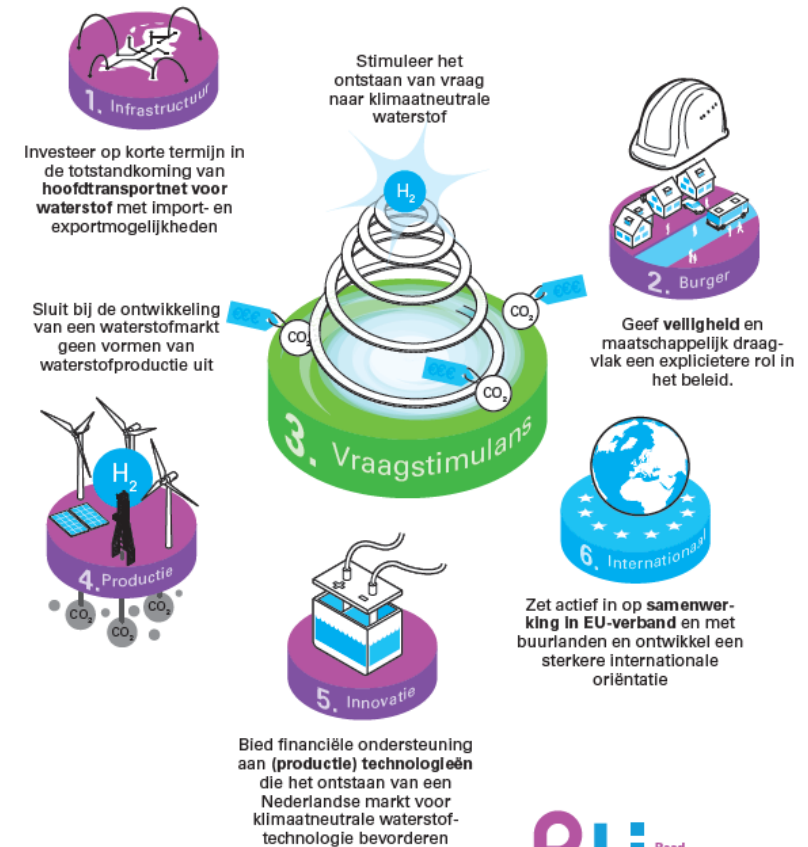 1. Infrastructuur
Investeer op korte termijn in
de totstandkoming van
hoofdtransportnet voor
waterstof met import- en
exportmogelijkheden
Stimuleer het
ontstaan van vraag
naar klimaatneutrale
waterstof
H₂
2. Burger
Geef veiligheid en
maatschappelijk draag-
vlak een explicietere rol in
het beleid.
€€€
CO₂
€€€
CO₂
€€€
CO₂
3. Vraagstimulans
Sluit bij de ontwikkeling
van een waterstofmarkt
geen vormen van
waterstofproductie uit
H₂
4. Productie
CO₂
CO₂
CO₂
5. Innovatie
Bied financiële ondersteuning
aan (productie) technologieën
die het ontstaan van een
Nederlandse markt voor
klimaatneutrale waterstof-
technologie bevorderen
6. Internationaal
Zet actief in op samenwer-
king in EU-verband en met
buurlanden en ontwikkel een
sterkere internationale
oriëntatie